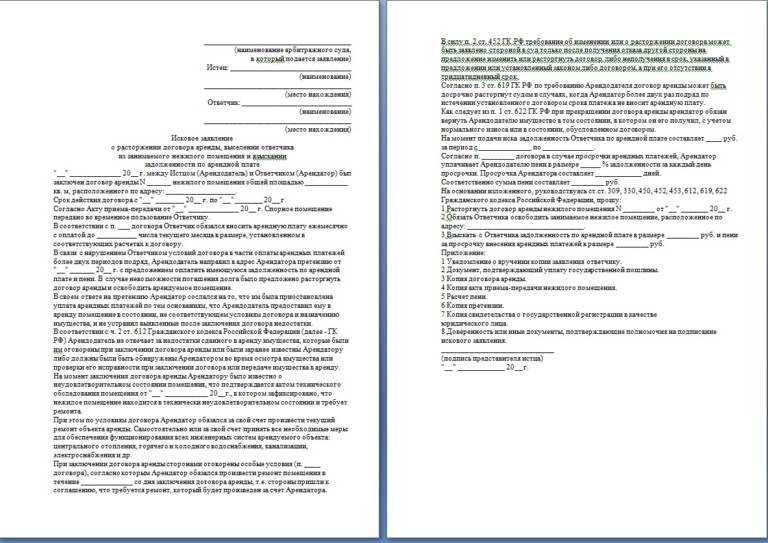 (наименование арбитражного суда,
в который подается заявление)
Истец: ____________
(наименование)
____________
(место нахождения)
Ответчик: ____________
(наименование)
____________
(место нахождения)
Исковое заявление
о расторжении договора аренды, выселении ответчика
из занимаемого нежилого помещения и взыскании
задолженности по арендной плате
"__" ____________ 20__ г. между Истцом (Арендодатель) и Ответчиком (Арендатор) был
заключен договор аренды N ______ нежилого помещения общей площадью ____________
кв. м, расположенного по адресу: ____________.
Срок действия договора с "__" ________ 20__ г. по "__" ________ 20__ г.
Согласно Акту приема-передачи от "__" ____________ 20__ г. Спорное помещение
передано во временное пользование Ответчику.
В соответствии с п. ___ договора Ответчик обязался вносить арендную плату ежемесячно
с оплатой до ____________ числа текущего месяца в размере, установленном в
соответствующих расчетах к договору.
В связи с нарушением Ответчиком условий договора в части оплаты арендных платежей
более двух периодов подряд, Арендодатель направил в адрес Арендатора претензию от
"__" ________ 20__ г. с предложением оплатить имеющуюся задолженность по арендной
плате и пени. В случае невозможности погашения долга было предложено расторгнуть
договор аренды и освободить арендуемое помещение.
В своем ответе на претензию Арендатор сослался на то, что им была приостановлена
уплата арендных платежей по тем основаниям, что Арендодатель предоставил ему в
аренду помещение в состоянии, не соответствующем условиям договора и назначению
имущества, и не устранил выявленные после заключения договора недостатки.
В соответствии с ч. 2 ст. 612 Гражданского кодекса Российской Федерации (далее - ГК
РФ) Арендодатель не отвечает за недостатки сданного в аренду имущества, которые были
им оговорены при заключении договора аренды или были заранее известны Арендатору
либо должны были быть обнаружены Арендатором во время осмотра имущества или
проверки его исправности при заключении договора или передаче имущества в аренду.
На момент заключения договора аренды Арендатору было известно о
неудовлетворительном состоянии помещения, что подтверждается актом технического
обследования помещения от "__" ____________ 20__ г., в котором зафиксировано, что
нежилое помещение находится в технически неудовлетворительном состоянии и требует
ремонта.
При этом по условиям договора Арендатор обязался за свой счет произвести текущий
ремонт объекта аренды. Самостоятельно или за свой счет принять все необходимые меры
для обеспечения функционирования всех инженерных систем арендуемого объекта:
центрального отопления, горячего и холодного водоснабжения, канализации,
электроснабжения и др.
При заключении договора аренды сторонами оговорены особые условия (п. ____
договора), согласно которым Арендатор обязался произвести ремонт помещения в
течение ____________ со дня заключения договора аренды, т.е. стороны пришли к
соглашению, что требуется ремонт, который будет произведен за счет Арендатора.
В силу п. 2 ст. 452 ГК РФ требование об изменении или о расторжении договора может
быть заявлено стороной в суд только после получения отказа другой стороны на
предложение изменить или расторгнуть договор, либо неполучения в срок, указанный в
предложении или установленный законом либо договором, а при его отсутствии в
тридцатидневный срок.
Согласно п. 3 ст. 619 ГК РФ по требованию Арендодателя договор аренды может быть
досрочно расторгнут судом в случаях, когда Арендатор более двух раз подряд по
истечении установленного договором срока платежа не вносит арендную плату.
Как следует из п. 1 ст. 622 ГК РФ при прекращении договора аренды арендатор обязан
вернуть Арендодателю имущество в том состоянии, в котором он его получил, с учетом
нормального износа или в состоянии, обусловленном договором.
На момент подачи иска задолженность Ответчика по арендной плате составляет ____ руб.
за период с ____________ по ____________.
Согласно п. ________ договора в случае просрочки арендных платежей, Арендатор
уплачивает Арендодателю пени в размере _____ % задолженности за каждый день
просрочки. Просрочка Арендатора составляет ____________ дней.
Соответственно сумма пени составляет ________ руб.
На основании изложенного, руководствуясь ст.ст. 309, 330, 450, 452, 453, 612, 619, 622
Гражданского кодекса Российской Федерации, прошу:
1.Расторгнуть договор аренды нежилого помещения N ________ от "__" _______ 20__ г.
2.Обязать Ответчика освободить занимаемое нежилое помещение, расположенное по
адресу: ____________.
3.Взыскать с Ответчика задолженность по арендной плате в размере ________ руб. и пени
за просрочку внесения арендных платежей в размере ________ руб.
Приложение:
1 Уведомление о вручении копии заявления ответчику.
2.Документ, подтверждающий уплату государственной пошлины.
3.Копия договора аренды.
4.Копия акта приема-передачи нежилого помещения.
5.Расчет пени.
6.Копия претензии.
7.Копия свидетельства о государственной регистрации в качестве
юридического лица.
8.Доверенность или иные документы, подтверждающие полномочия на подписание
искового заявления.
____________
(подпись представителя истца)
"__" ____________ 20__ г.